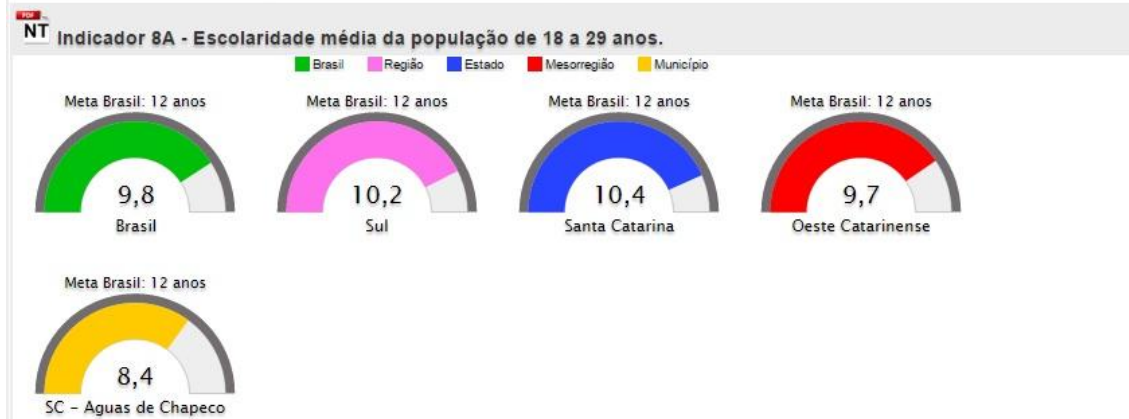 PDF
NT Indicador 8A - Escolaridade média da população de 18 a 29 anos.
Brasil Região Estado Mesorregião Município
Meta Brasil: 12 anos Meta Brasil: 12 anos Meta Brasil: 12 anos Meta Brasil: 12 anos
9,8 10,2 10,4 9,7
Brasil Sul Santa Catarina Oeste Catarinense
Meta Brasil: 12 anos
8,4
SC - Aguas de Chapeco